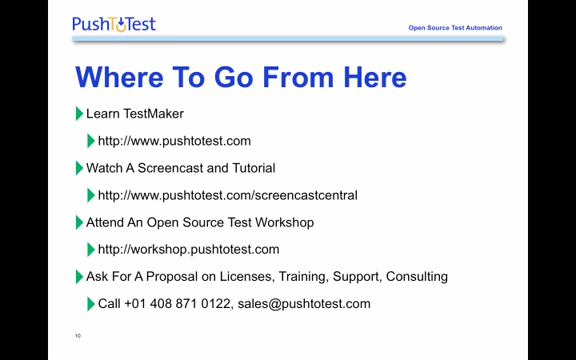 PushToTest
Open Source Test Automation
Where To Go From Here
Learn TestMaker
http://www.pushtotest.com
Watch A Screencast and Tutorial
http://www.pushtotest.com/screencastcentral
Attend An Open Source Test Workshop
http://workshop.pushtotest.com
Ask For A Proposal on Licenses, Training, Support, Consulting
Call +01 408 871 0122, sales@pushtotest.com
10